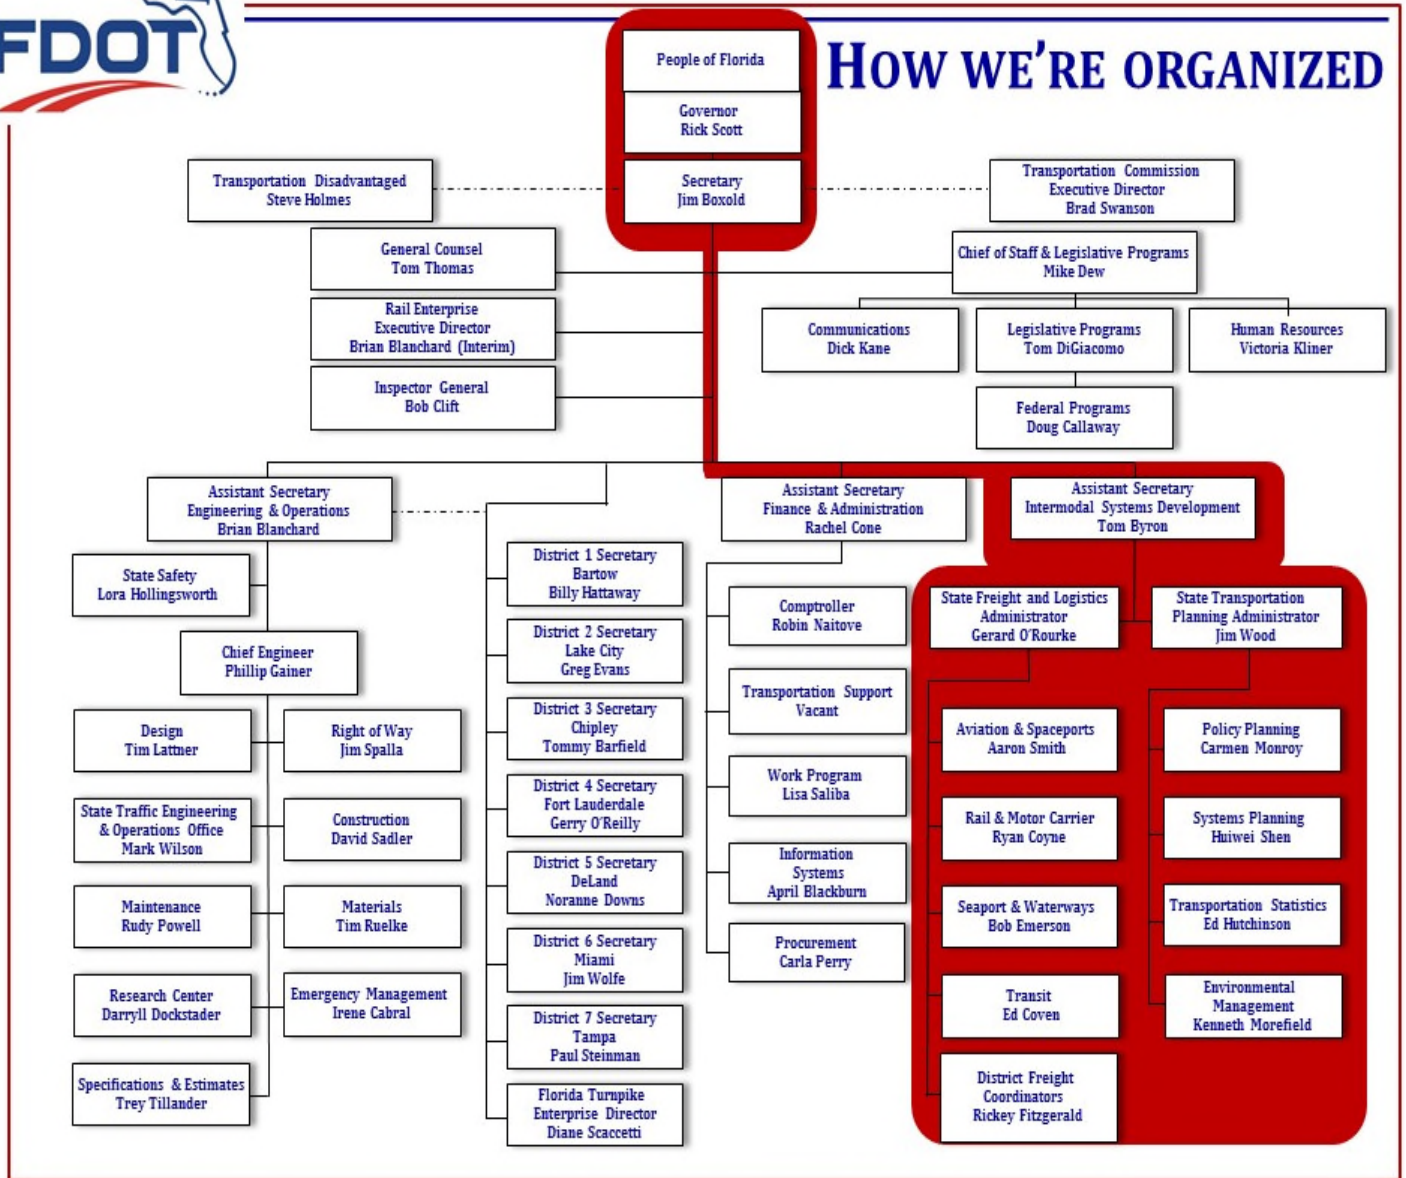 FDOT
HOW WE'RE ORGANIZED
People of Florida
Governor
Rick Scott
Secretary
Jim Boxold
Transportation Disadvantaged
Steve Holmes
Transportation Commission
Executive Director
Brad Swanson
General Counsel
Tom Thomas
Chief of Staff & Legislative Programs
Mike Dew
Rail Enterprise
Executive Director
Brian Blanchard (Interim)
Communications
Dick Kane
Legislative Programs
Tom DiGiacomo
Human Resources
Victoria Kliner
Inspector General
Bob Clift
Federal Programs
Doug Callaway
Assistant Secretary
Engineering & Operations
Brian Blanchard
State Safety
Lora Hollingsworth
Chief Engineer
Phillip Gainer
Design
Tim Lattner
Right of Way
Jim Spalla
State Traffic Engineering
& Operations Office
Mark Wilson
Construction
David Sadler
Maintenance
Rudy Powell
Materials
Tim Ruelke
Research Center
Darryll Dockstader
Emergency Management
Irene Cabral
Specifications & Estimates
Trey Tillander
District 1 Secretary
Bartow
Billy Hattaway
District 2 Secretary
Lake City
Greg Evans
District 3 Secretary
Chipley
Tommy Barfield
District 4 Secretary
Fort Lauderdale
Gerry O'Reilly
District 5 Secretary
DeLand
Noranne Downs
District 6 Secretary
Miami
Jim Wolfe
District 7 Secretary
Tampa
Paul Steinman
Florida Turnpike
Enterprise Director
Diane Scaccetti
Assistant Secretary
Finance & Administration
Rachel Cone
Comptroller
Robin Naitove
Transportation Support
Vacant
Work Program
Lisa Saliba
Information
Systems
April Blackburn
Procurement
Carla Perry
Assistant Secretary
Intermodal Systems Development
Tom Byron
State Freight and Logistics
Administrator
Gerard O'Rourke
Aviation & Spaceports
Aaron Smith
Rail & Motor Carrier
Ryan Coyne
Seaport & Waterways
Bob Emerson
Transit
Ed Coven
District Freight
Coordinators
Rickey Fitzgerald
State Transportation
Planning Administrator
Jim Wood
Policy Planning
Carmen Monroy
Systems Planning
Huiwei Shen
Transportation Statistics
Ed Hutchinson
Environmental
Management
Kenneth Morefield